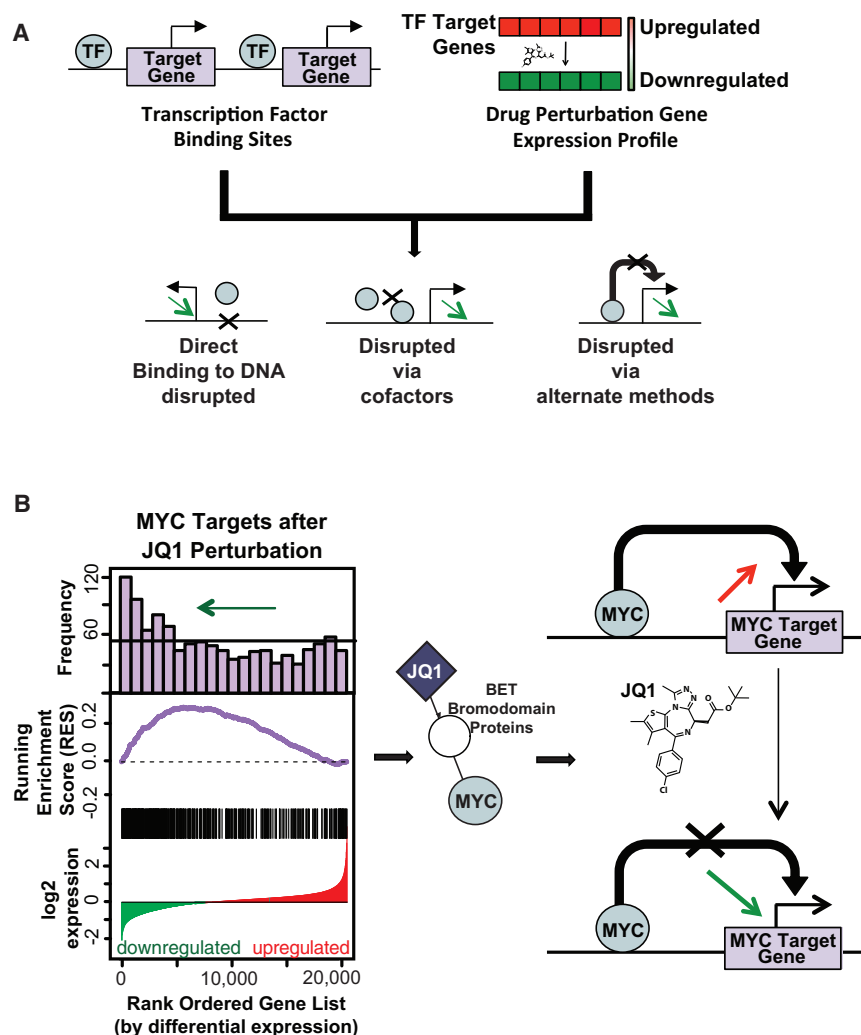 A
TF
Target
Gene
TF
Target
Gene
Transcription Factor
Binding Sites
TF Target
Genes
Upregulated
Downregulated
Drug Perturbation Gene
Expression Profile
Direct
Binding to DNA
disrupted
Disrupted
via
cofactors
Disrupted
via
alternate methods
B
MYC Targets after
JQ1 Perturbation
Frequency
120
60
Running
Enrichment
Score (RES)
0.2
0.0
-0.2
log2
expression
2
0
-2
downregulated
upregulated
0
10,000
20,000
Rank Ordered Gene List
(by differential expression)
JQ1
BET
Bromodomain
Proteins
MYC
MYC
MYC Target
Gene
JQ1
N
N
N
N
S
O
O
Cl
MYC
MYC Target
Gene